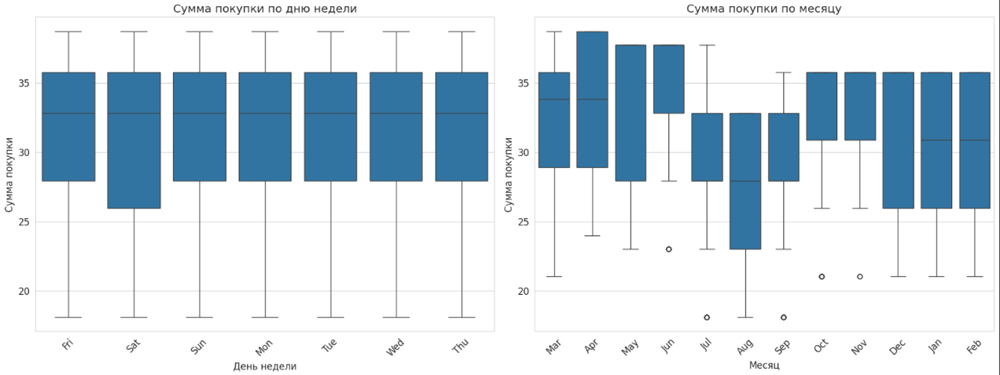 Сумма покупки по дню недели
Сумма покупки
35
30
25
20
Fri Sat Sun Mon Tue Wed Thu
День недели
Сумма покупки по месяцу
Сумма покупки
35
30
25
20
Mar Apr May Jun Jul Aug Sep Oct Nov Dec Jan Feb
Месяц